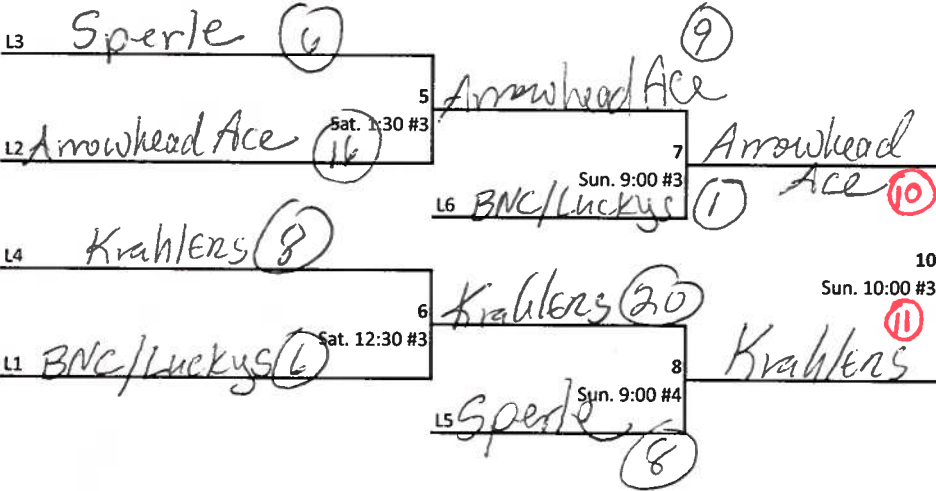 L3 Sperle 6
9
5 Arrowhead Ace
Sat. 1:30 #3
L2 Arrowhead Ace 16
7 Arrowhead Ace 10
Sun. 9:00 #3
L6 BNC/Luckys 1
L4 Krahlers 8
10
Sun. 10:00 #3
6 Krahlers 20
11
Sat. 12:30 #3
L1 BNC/Luckys 6
8 Krahlers
Sun. 9:00 #4
L5 Sperle 8